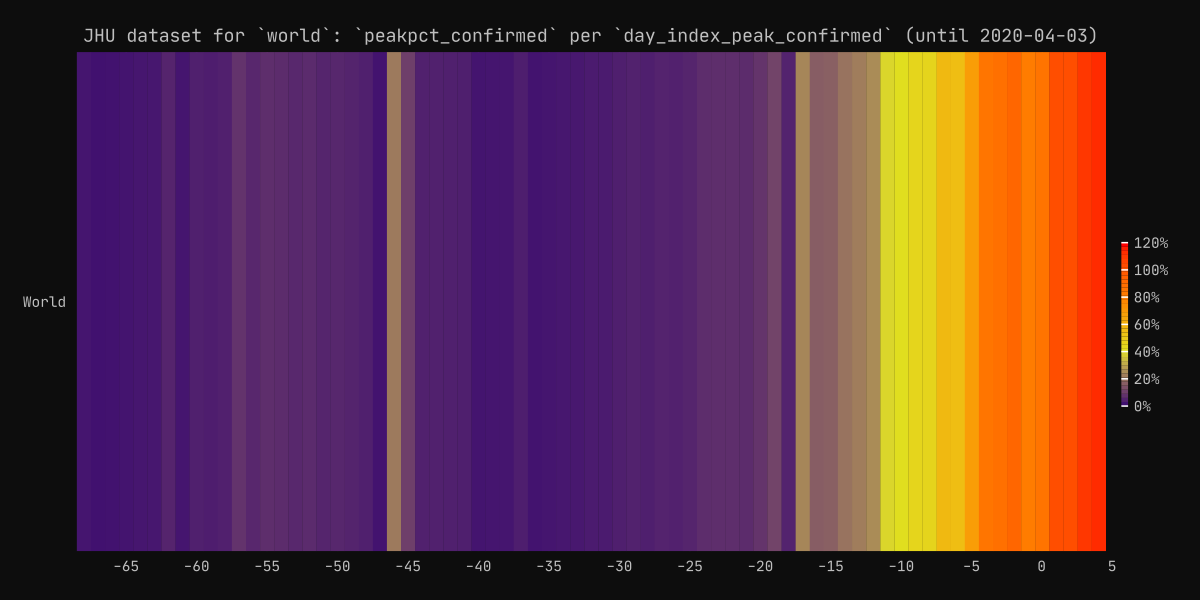 JHU dataset for `world`: `peakpct_confirmed` per `day_index_peak_confirmed` (until 2020-04-03)
120%
100%
80%
60%
40%
20%
0%
World
-65 -60 -55 -50 -45 -40 -35 -30 -25 -20 -15 -10 -5 0 5